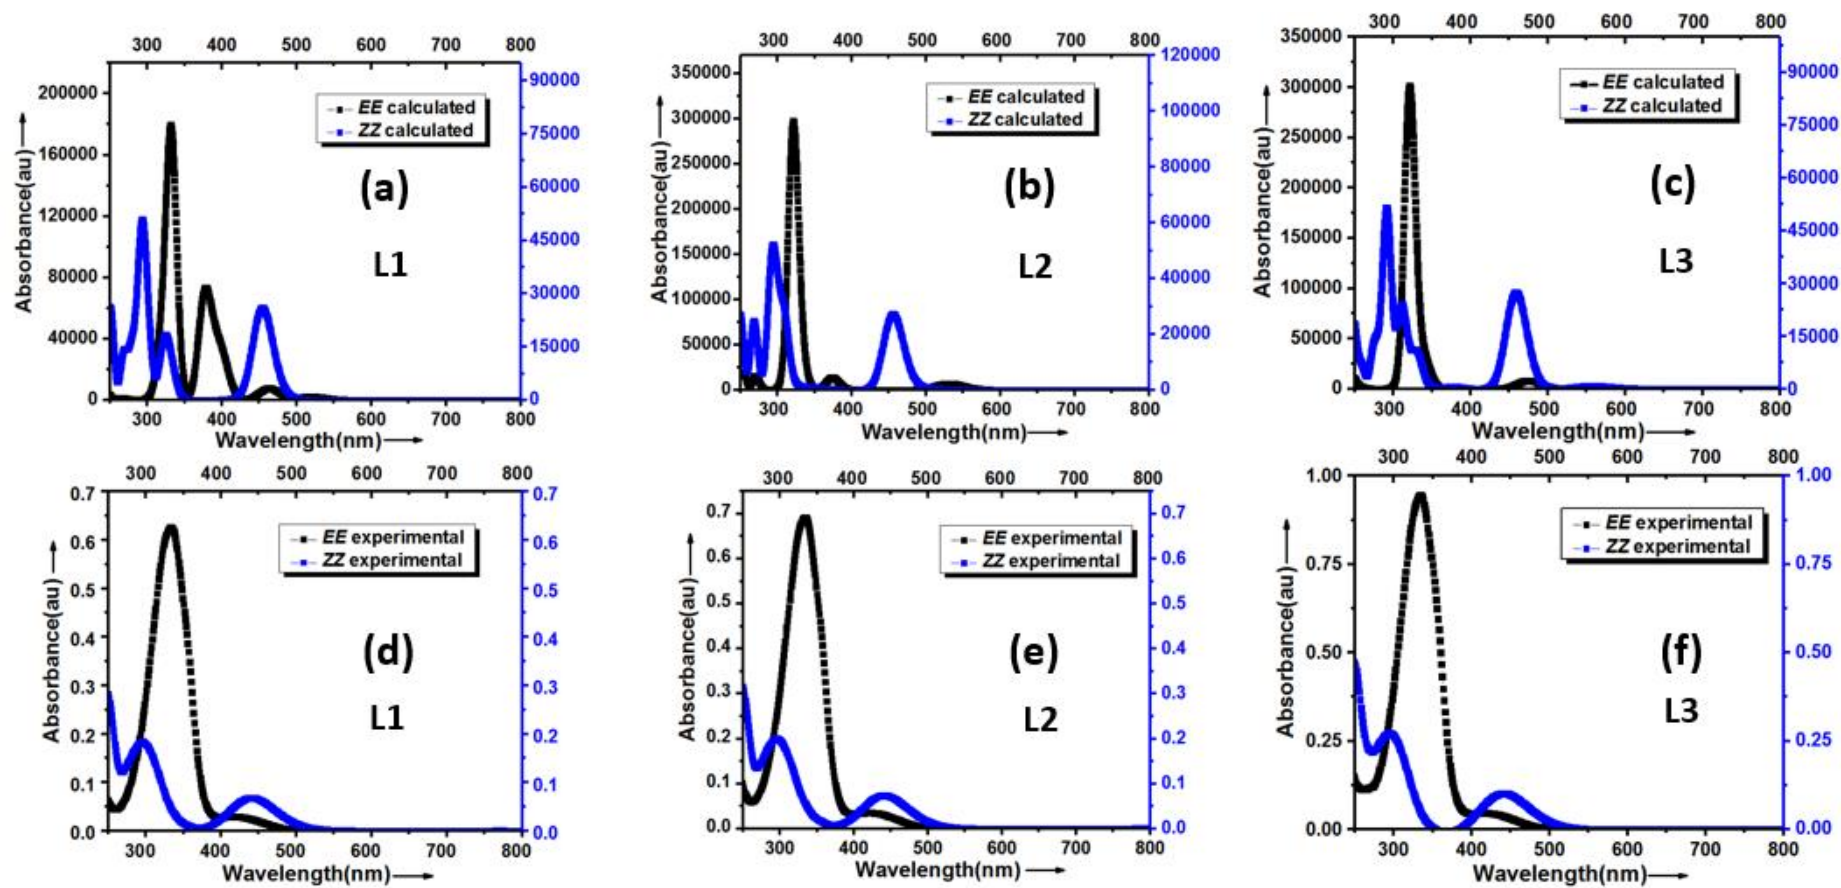 300 400 500 600 700 800
200000
160000
120000
80000
40000
0
Absorbance(au)
EE calculated
ZZ calculated
(a)
L1
90000
75000
60000
45000
30000
15000
0
300 400 500 600 700 800
Wavelength(nm)
300 400 500 600 700 800
350000
300000
250000
200000
150000
100000
50000
0
Absorbance(au)
EE calculated
ZZ calculated
(b)
L2
120000
100000
80000
60000
40000
20000
0
300 400 500 600 700 800
Wavelength(nm)
300 400 500 600 700 800
350000
300000
250000
200000
150000
100000
50000
0
Absorbance(au)
EE calculated
ZZ calculated
(c)
L3
90000
75000
60000
45000
30000
15000
0
300 400 500 600 700 800
Wavelength(nm)
300 400 500 600 700 800
0.7
0.6
0.5
0.4
0.3
0.2
0.1
0.0
Absorbance(au)
EE experimental
ZZ experimental
(d)
L1
0.7
0.6
0.5
0.4
0.3
0.2
0.1
0.0
300 400 500 600 700 800
Wavelength(nm)
300 400 500 600 700 800
0.7
0.6
0.5
0.4
0.3
0.2
0.1
0.0
Absorbance(au)
EE experimental
ZZ experimental
(e)
L2
0.7
0.6
0.5
0.4
0.3
0.2
0.1
0.0
300 400 500 600 700 800
Wavelength(nm)
300 400 500 600 700 800
1.00
0.75
0.50
0.25
0.00
Absorbance(au)
EE experimental
ZZ experimental
(f)
L3
1.00
0.75
0.50
0.25
0.00
300 400 500 600 700 800
Wavelength(nm)